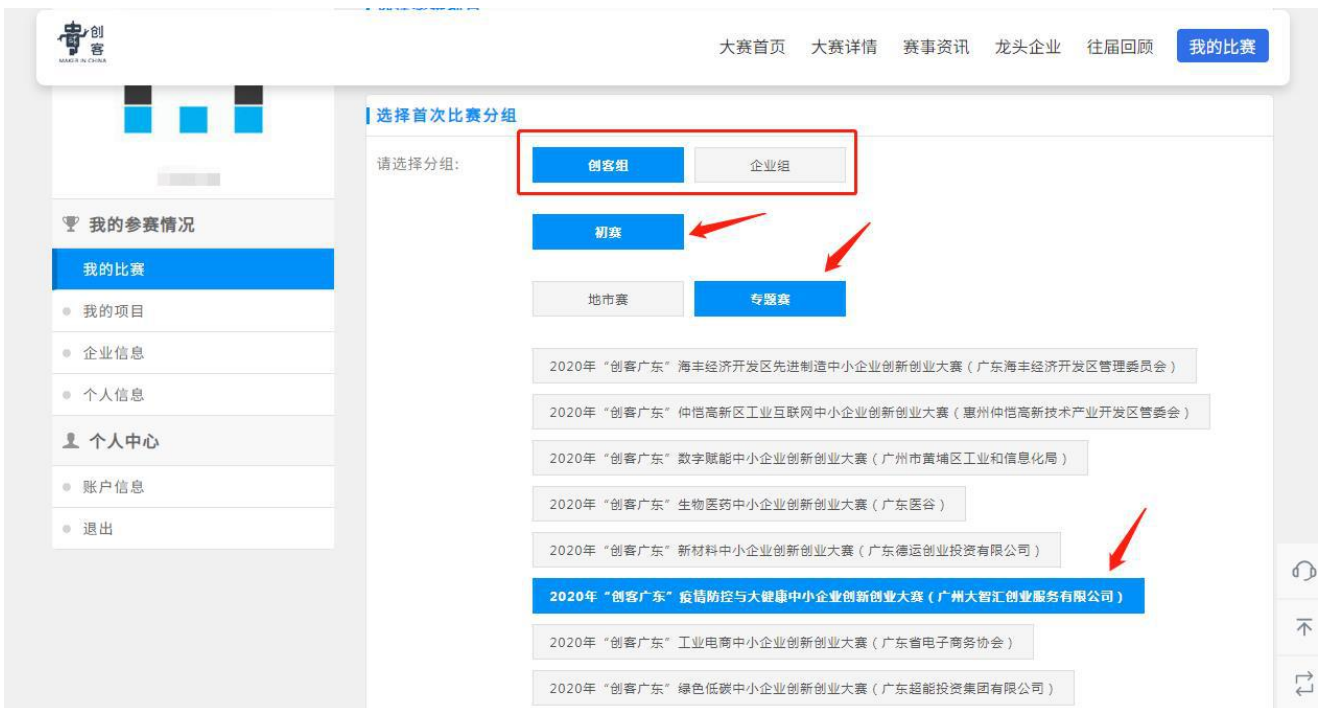 创
客
MAKER IN CHINA
大赛首页 大赛详情 赛事资讯 龙头企业 往届回顾 我的比赛
选择首次比赛分组
请选择分组: 创客组 企业组
初赛
地市赛 专题赛
我的参赛情况
我的比赛
我的项目
企业信息
个人信息
个人中心
账户信息
退出
2020年“创客广东”海丰经济开发区先进制造中小企业创新创业大赛（广东海丰经济开发区管理委员会）
2020年“创客广东”仲恺高新区工业互联网中小企业创新创业大赛（惠州仲恺高新技术产业开发区管委会）
2020年“创客广东”数字赋能中小企业创新创业大赛（广州市黄埔区工业和信息化局）
2020年“创客广东”生物医药中小企业创新创业大赛（广东医谷）
2020年“创客广东”新材料中小企业创新创业大赛（广东德运创业投资有限公司）
2020年“创客广东”疫情防控与大健康中小企业创新创业大赛（广州大智汇创业服务有限公司）
2020年“创客广东”工业电商中小企业创新创业大赛（广东省电子商务协会）
2020年“创客广东”绿色低碳中小企业创新创业大赛（广东超能投资集团有限公司）